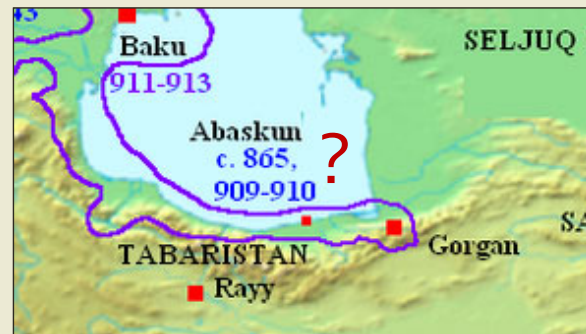 43
Baku
911-913
SELJUQ
Abaskun
c. 865,
909-910
?
TABARISTAN
Gorgan
SA
Rayy